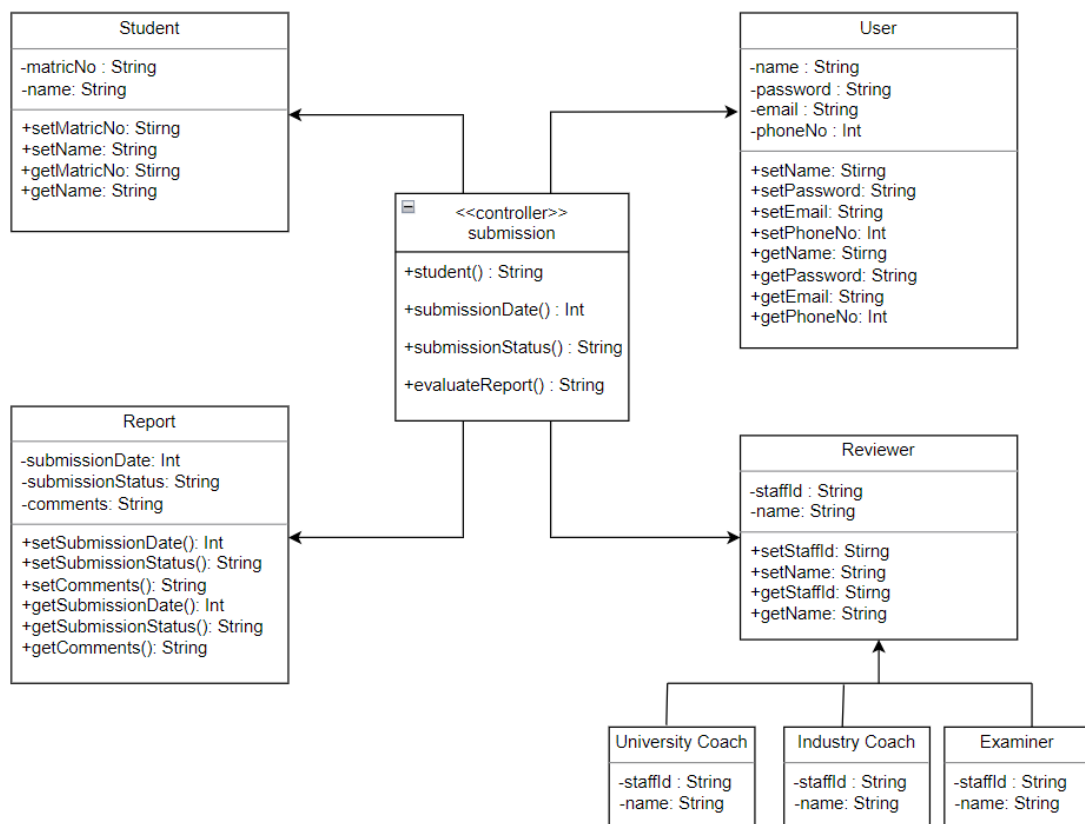 Student
-matricNo : String
-name: String
+setMatricNo: Stirng
+setName: String
+getMatricNo: Stirng
+getName: String
User
-name : String
-password : String
-email : String
-phoneNo : Int
+setName: Stirng
+setPassword: String
+setEmail: String
+setPhoneNo: Int
+getName: Stirng
+getPassword: String
+getEmail: String
+getPhoneNo: Int
<<controller>>
submission
+student() : String
+submissionDate() : Int
+submissionStatus() : String
+evaluateReport() : String
Report
-submissionDate: Int
-submissionStatus: String
-comments: String
+setSubmissionDate(): Int
+setSubmissionStatus(): String
+setComments(): String
+getSubmissionDate(): Int
+getSubmissionStatus(): String
+getComments(): String
Reviewer
-staffId : String
-name: String
+setStaffId: Stirng
+setName: String
+getStaffId: Stirng
+getName: String
University Coach
-staffId : String
-name: String
Industry Coach
-staffId : String
-name: String
Examiner
-staffId : String
-name: String